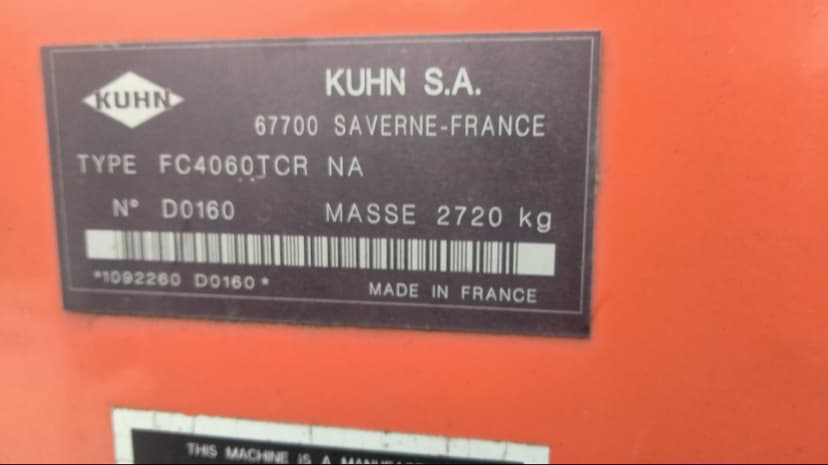 KUHN
KUHN S.A.
67700 SAVERNE-FRANCE
TYPE FC4060TCR NA
N° D0160 MASSE 2720 kg
*1092260 D0160*
MADE IN FRANCE
THIS MACHINE IS A